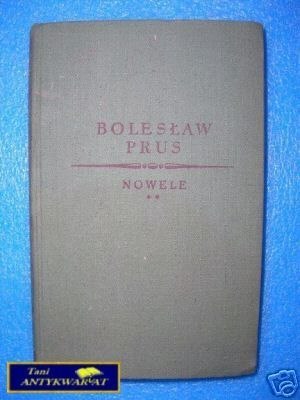 BOLESŁAW
PRUS
NOWELE
**
Tani
ANTYKWARIAT